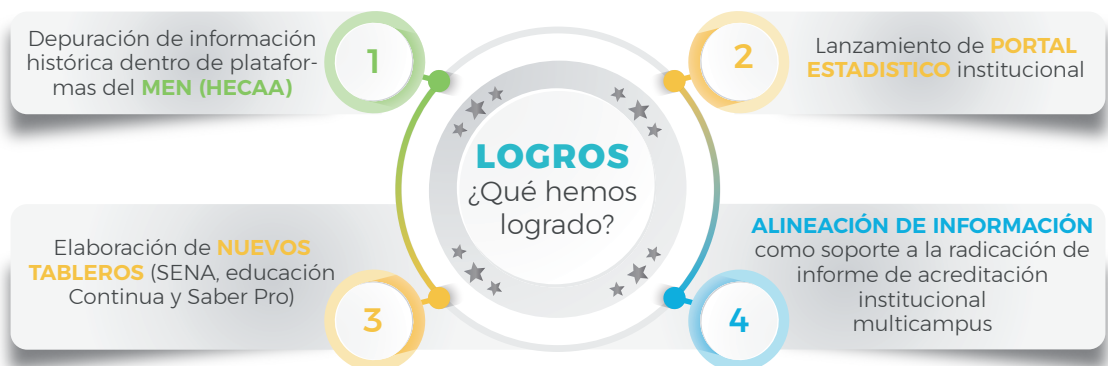 Depuración de información
histórica dentro de platafor-
mas del MEN (HECAA)
1
2
Lanzamiento de PORTAL
ESTADISTICO institucional
LOGROS
¿Qué hemos
logrado?
Elaboración de NUEVOS
TABLEROS (SENA, educación
Continua y Saber Pro)
3
4
ALINEACIÓN DE INFORMACIÓN
como soporte a la radicación de
informe de acreditación
institucional
multicampus